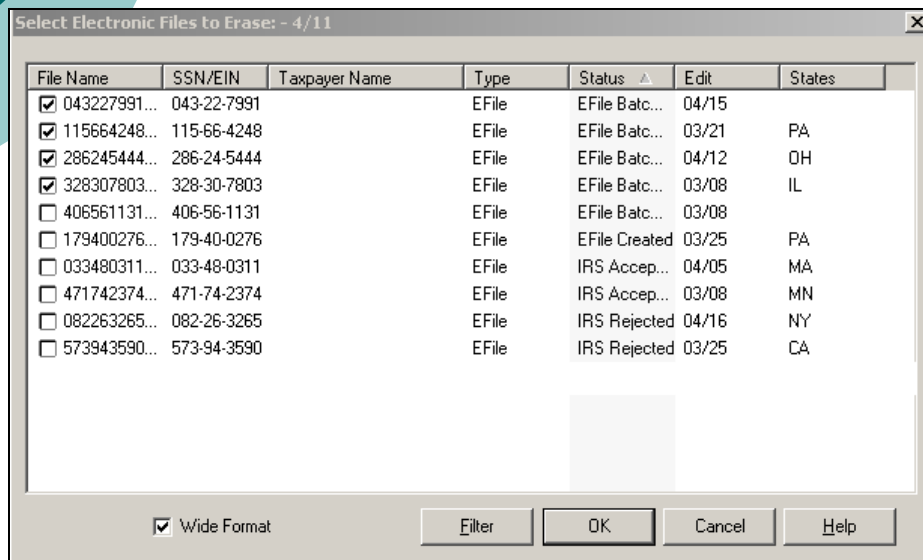 Select Electronic Files to Erase: - 4/11
File Name SSN/EIN Taxpayer Name Type Status Edit States
043227991... 043-22-7991 EFile EFile Batc... 04/15
115664248... 115-66-4248 EFile EFile Batc... 03/21 PA
286245444... 286-24-5444 EFile EFile Batc... 04/12 OH
328307803... 328-30-7803 EFile EFile Batc... 03/08 IL
406561131... 406-56-1131 EFile EFile Batc... 03/08
179400276... 179-40-0276 EFile EFile Created 03/25 PA
033480311... 033-48-0311 EFile IRS Accep... 04/05 MA
471742374... 471-74-2374 EFile IRS Accep... 03/08 MN
082263265... 082-26-3265 EFile IRS Rejected 04/16 NY
573943590... 573-94-3590 EFile IRS Rejected 03/25 CA
Wide Format Filter OK Cancel Help